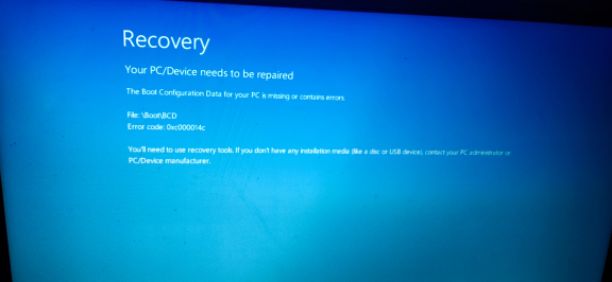 Recovery
Your PC/Device needs to be repaired
The Boot Configuration Data for your PC is missing or contains errors.
File: \Boot\BCD
Error code: 0xc000014c
You'll need to use recovery tools. If you don't have any installation media (like a disc or USB device), contact your PC administrator or
PC/Device manufacturer.